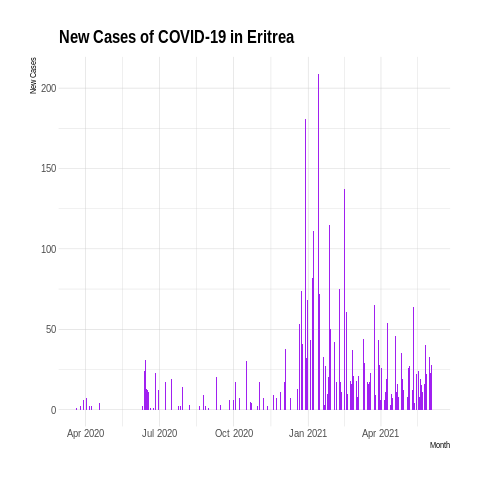 New Cases of COVID-19 in Eritrea
New Cases
200
150
100
50
0
Apr 2020 Jul 2020 Oct 2020 Jan 2021 Apr 2021
Month